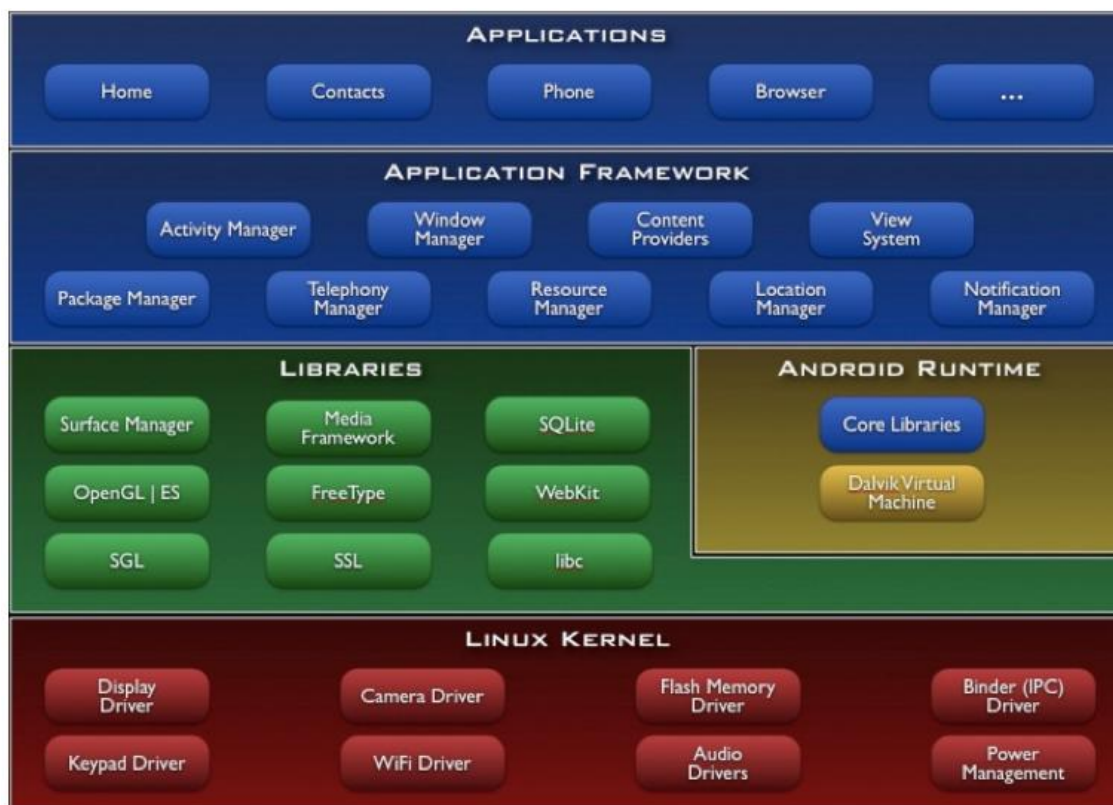 APPLICATIONS
Home
Contacts
Phone
Browser
...
APPLICATION FRAMEWORK
Activity Manager
Window
Manager
Content
Providers
View
System
Package Manager
Telephony
Manager
Resource
Manager
Location
Manager
Notification
Manager
LIBRARIES
Surface Manager
Media
Framework
SQLite
OpenGL | ES
FreeType
WebKit
SGL
SSL
libc
ANDROID RUNTIME
Core Libraries
Dalvik Virtual
Machine
LINUX KERNEL
Display
Driver
Camera Driver
Flash Memory
Driver
Binder (IPC)
Driver
Keypad Driver
WiFi Driver
Audio
Drivers
Power
Management